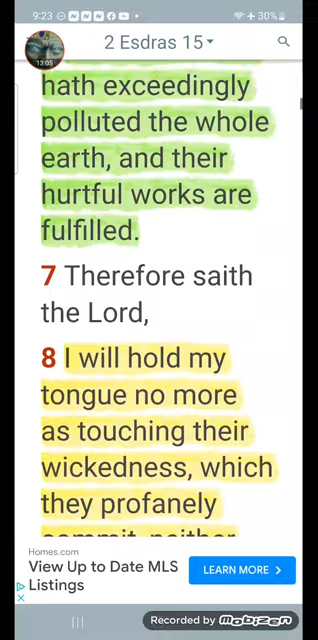 9:23
30%
13:05
2 Esdras 15
hath exceedingly
polluted the whole
earth, and their
hurtful works are
fulfilled.
7 Therefore saith
the Lord,
8 I will hold my
tongue no more
as touching their
wickedness, which
they profanely
commit, neither
Homes.com
View Up to Date MLS
Listings
LEARN MORE
Recorded by mobizen